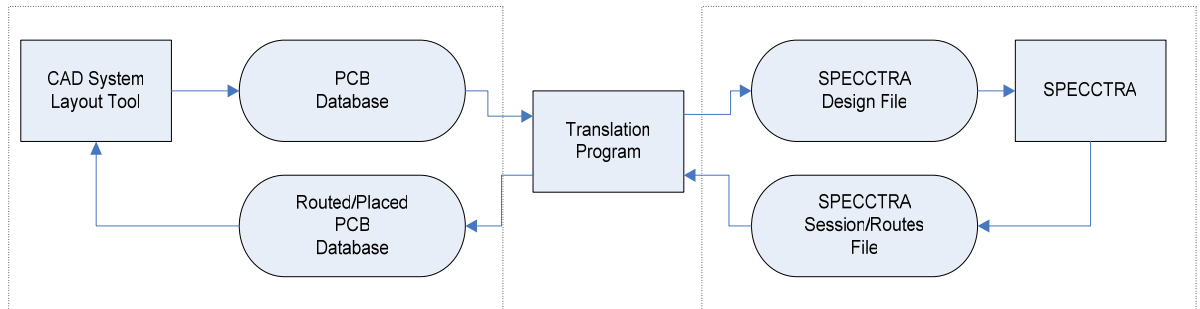 CAD System
Layout Tool
PCB
Database
Translation
Program
SPECCTRA
Design File
SPECCTRA
Routed/Placed
PCB
Database
SPECCTRA
Session/Routes
File